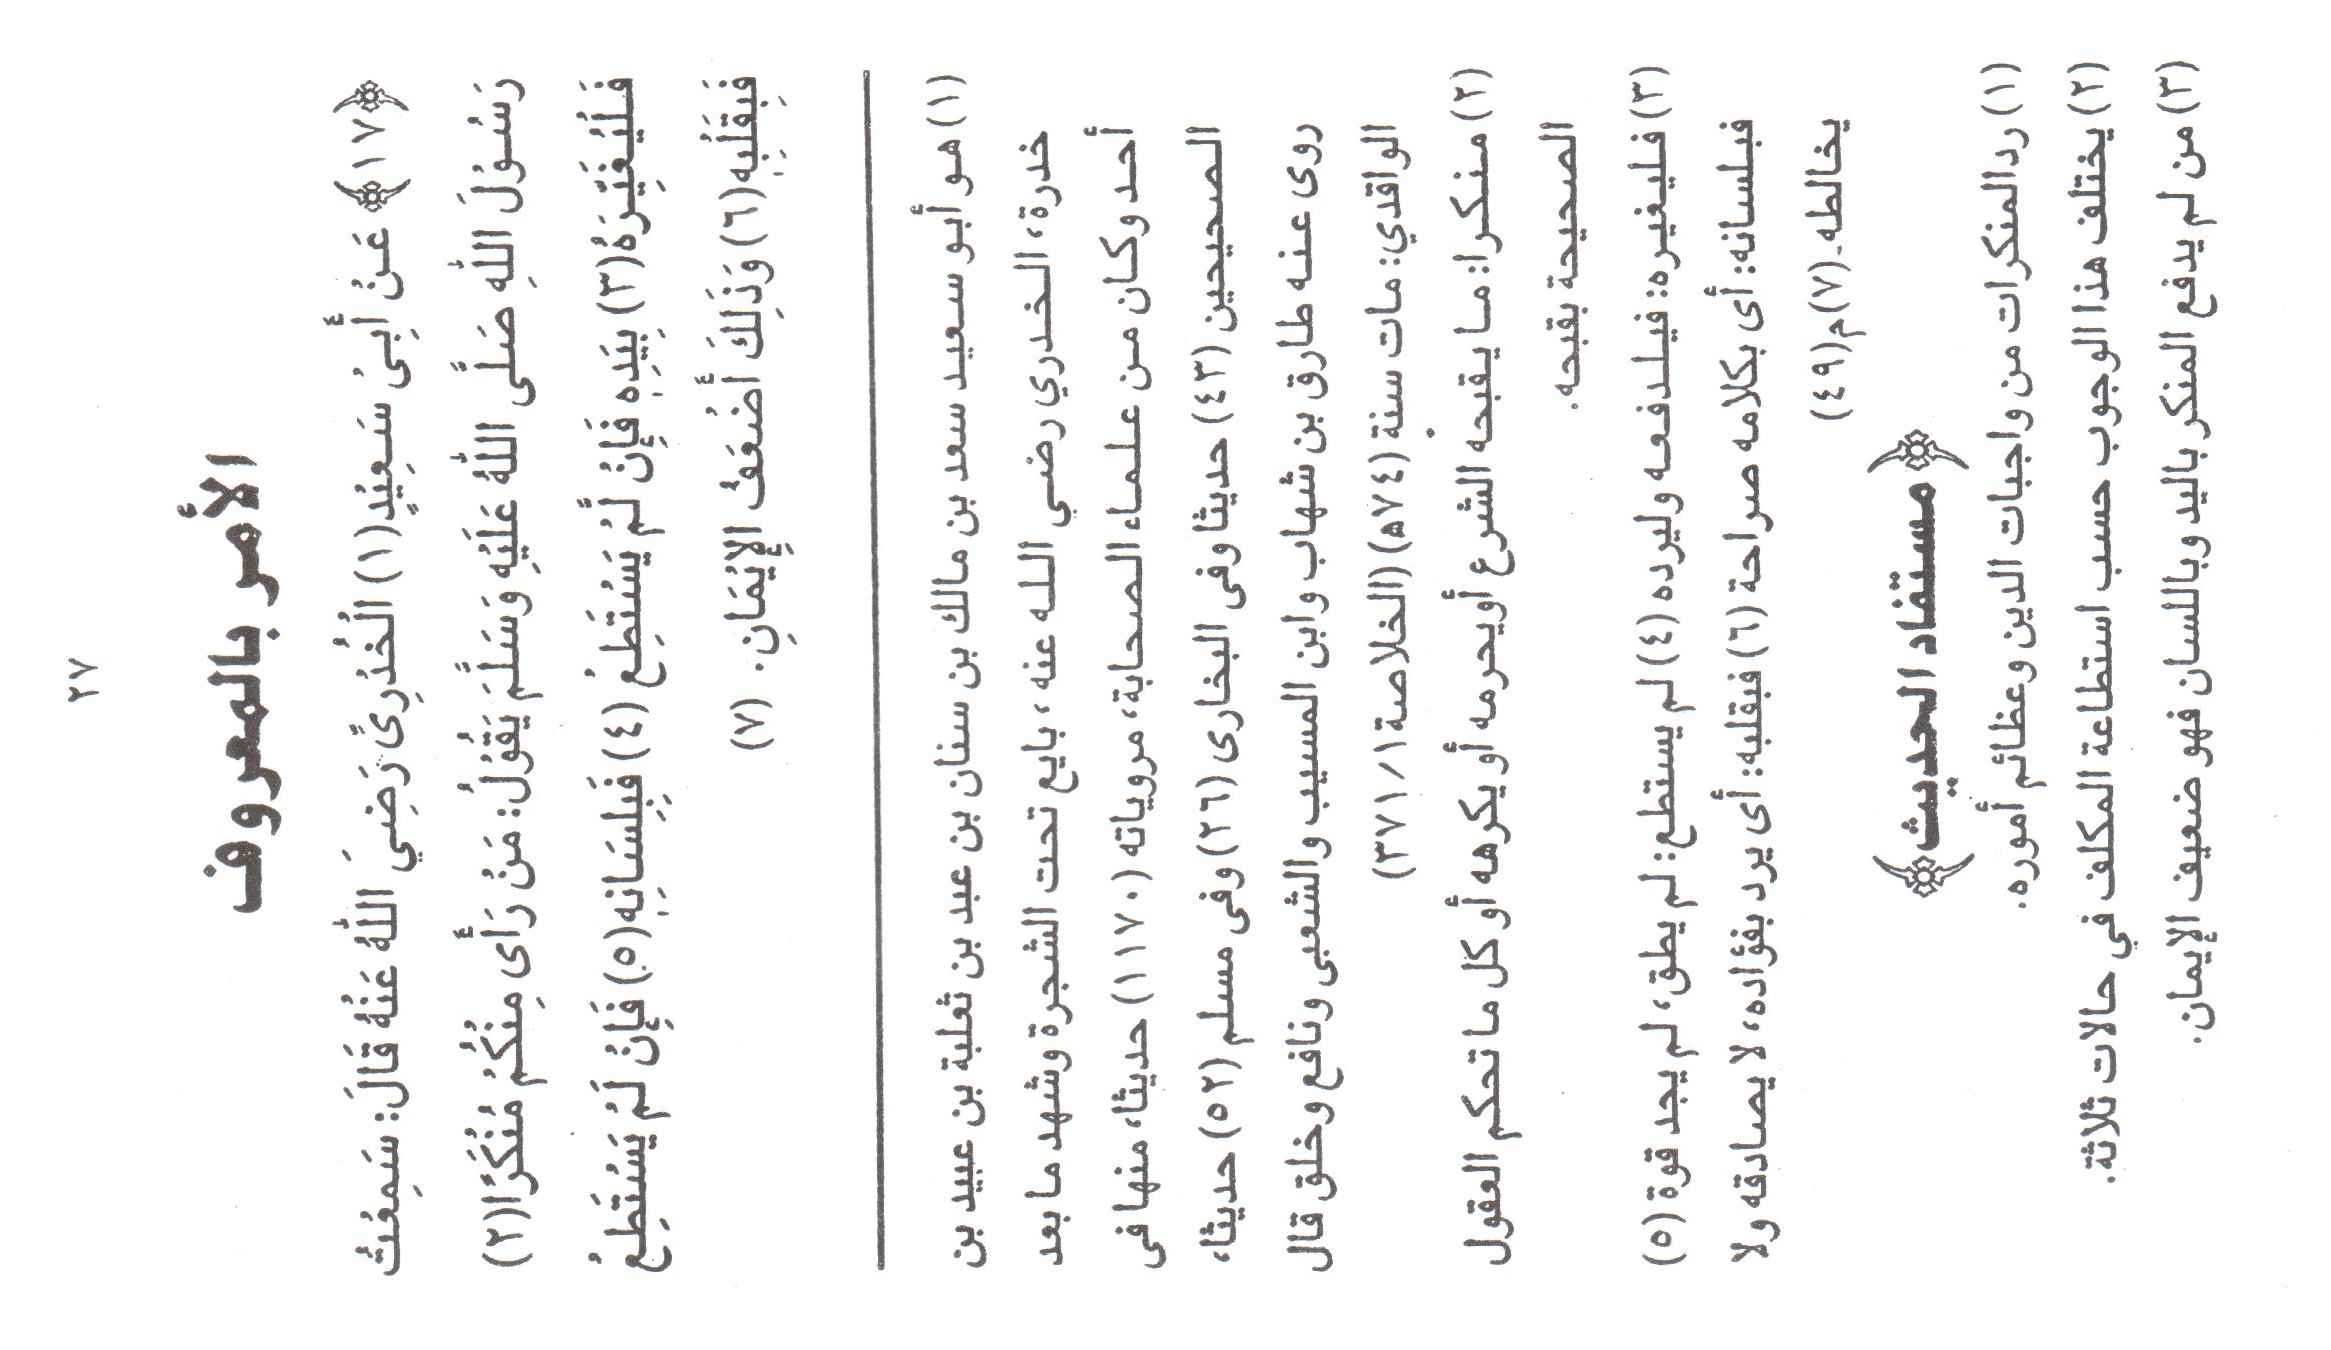 ٢٧
الأمر بالمعروف
﴿١٧﴾ عَنْ أَبِىْ سَعِيْدٍ(١) الْخُدْرِىِّ رَضِيَ اللّٰهُ عَنْهُ قَالَ: سَمِعْتُ
رَسُوْلَ اللّٰهِ صَلَّى اللّٰهُ عَلَيْهِ وَسَلَّمَ يَقُوْلُ: مَنْ رَأَى مِنْكُمْ مُنْكَرًا(٢)
فَلْيُغَيِّرْهُ(٣) بِيَدِهٖ فَإِنْ لَّمْ يَسْتَطِعْ (٤) فَبِلِسَانِهٖ(٥) فَإِنْ لَمْ يَسْتَطِعْ
فَبِقَلْبِهٖ(٦) وَذَلِكَ أَضْعَفُ الإِيْمَانِ. (٧)
(١) هو أبو سعيد سعد بن مالك بن سنان بن عبد بن ثعلبة بن عبيد بن
خدرة، الخدري رضي الله عنه، بايع تحت الشجرة وشهد ما بعد
أحد وكان من علماء الصحابة، مروياته (١١٧٠) حديثا، منها فى
الصحيحين (٤٣) حديثا وفى البخارى (٢٦) وفى مسلم (٥٢) حديثا،
روى عنه طارق بن شهاب وابن المسيب والشعبى ونافع وخلق قال
الواقدي: مات سنة (٧٤ھ) (الخلاصة ٣٧١/١)
(٢) منكرا: ما يقبحه الشرع أويحرمه أو يكرهه أو كل ما تحكم العقول
الصحيحة بقبحه.
(٣) فليغيره: فيلدفعه وليرده (٤) لم يستطع: لم يطق، لم يجد قوة (٥)
فبلسانه: أى بكلامه صراحة (٦) فبقلبه: أى يرد بفؤاده، لا يصادقه ولا
يخالطه۔(٧)م(٤٩)
﴿مستفاد الحديث﴾
(١) ردالمنكرات من واجبات الدين وعظائم أموره.
(٢) يختلف هذا الوجوب حسب استطاعة المكلف في حالات ثلاثة.
(٣) من لم يدفع المنكر باليد وباللسان فهو ضعيف الإيمان.